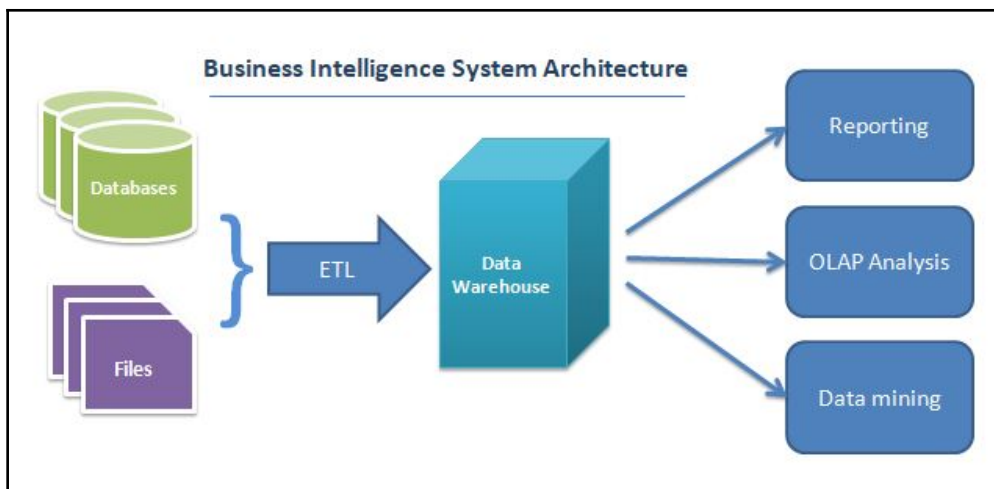 Business Intelligence System Architecture
Databases
Files
ETL
Data
Warehouse
Reporting
OLAP Analysis
Data mining